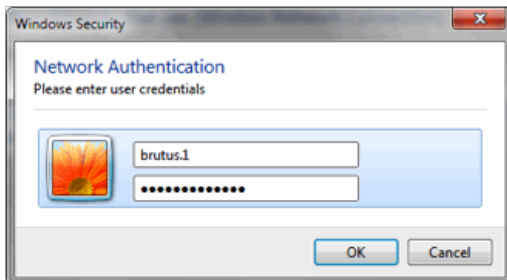 Windows Security
Network Authentication
Please enter user credentials
brutus.1
●●●●●●●●●●●●●
OK
Cancel